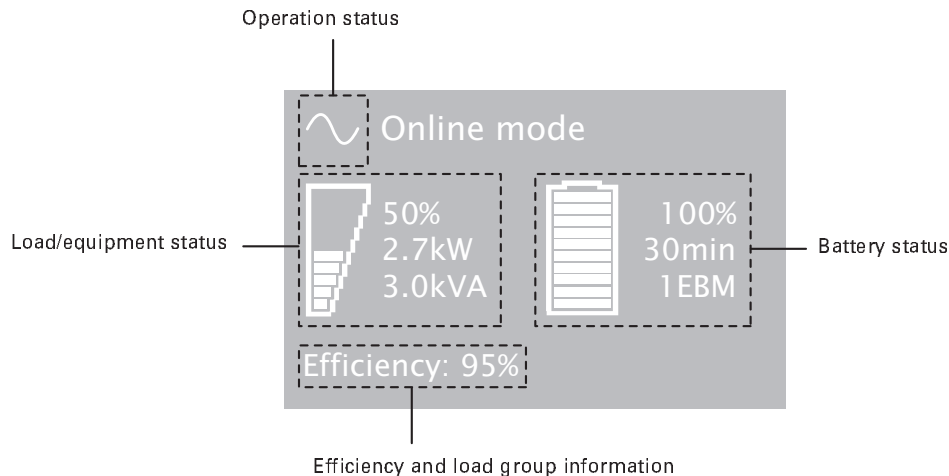 Operation status
Online mode
Load/equipment status
50%
2.7kW
3.0kVA
100%
30min
1EBM
Battery status
Efficiency: 95%
Efficiency and load group information